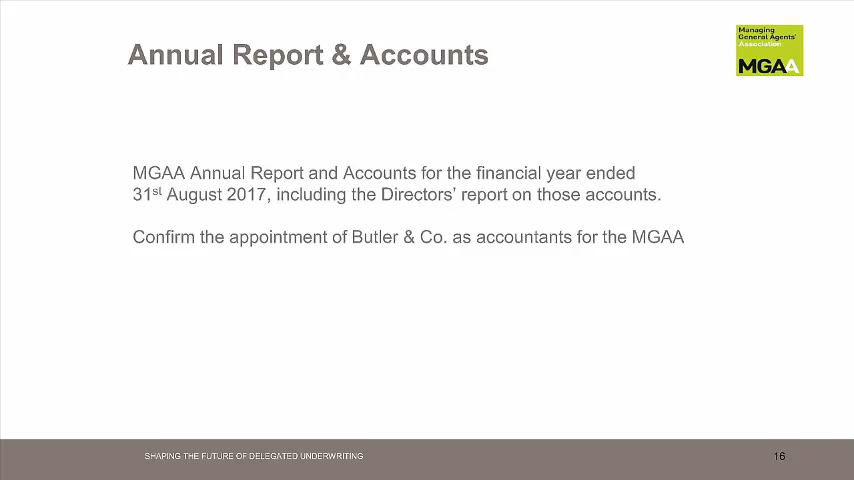 Annual Report & Accounts
Managing
General Agents'
Association
MGAA
MGAA Annual Report and Accounts for the financial year ended
31st August 2017, including the Directors’ report on those accounts.
Confirm the appointment of Butler & Co. as accountants for the MGAA
SHAPING THE FUTURE OF DELEGATED UNDERWRITING
16